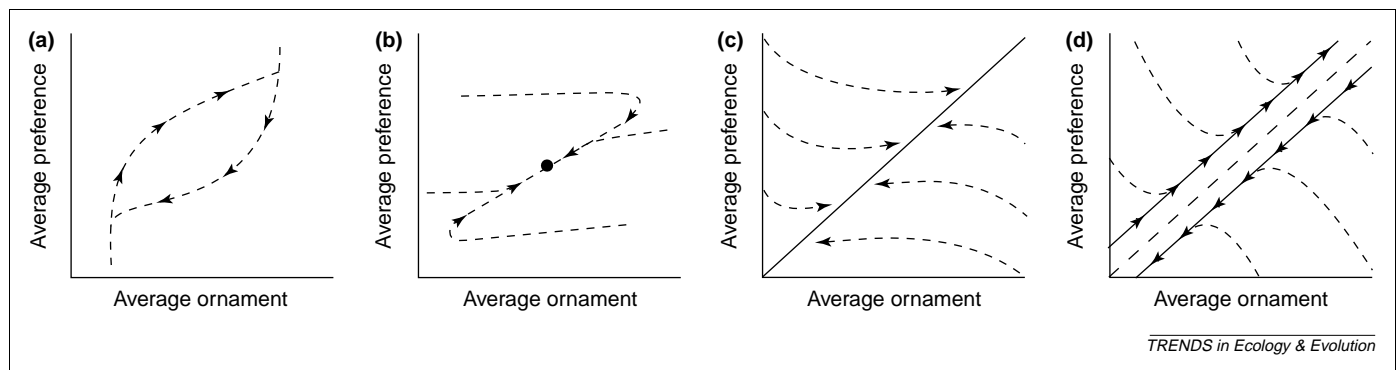 (a)
Average preference
Average ornament
(b)
Average preference
Average ornament
(c)
Average preference
Average ornament
(d)
Average preference
Average ornament
TRENDS in Ecology & Evolution